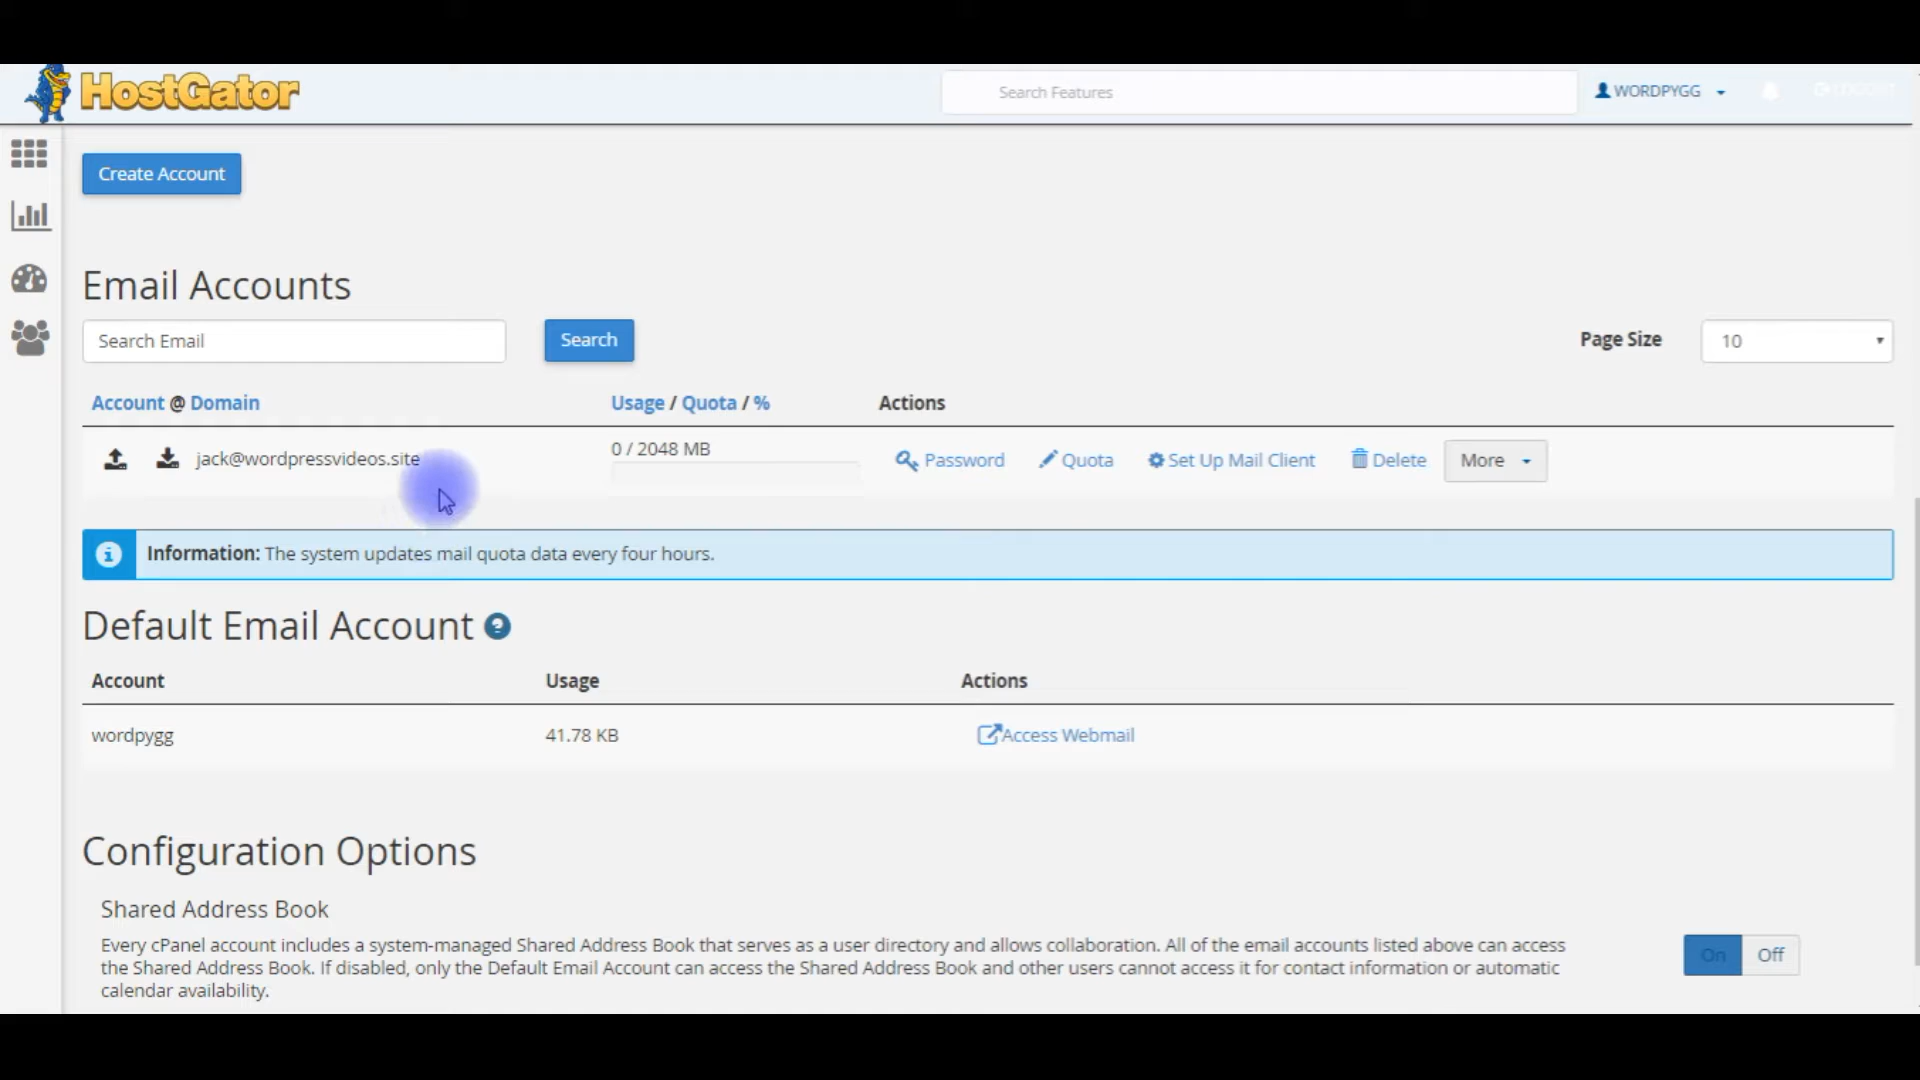 HostGator
Search Features
WORDPYGG
Create Account
Email Accounts
Search Email
Search
Page Size
10
Account @ Domain
Usage / Quota / %
Actions
jack@wordpressvideos.site
0 / 2048 MB
Password
Quota
Set Up Mail Client
Delete
More
Information: The system updates mail quota data every four hours.
Default Email Account
Account
Usage
Actions
wordpygg
41.78 KB
Access Webmail
Configuration Options
Shared Address Book
Every cPanel account includes a system-managed Shared Address Book that serves as a user directory and allows collaboration. All of the email accounts listed above can access
the Shared Address Book. If disabled, only the Default Email Account can access the Shared Address Book and other users cannot access it for contact information or automatic
calendar availability.
On
Off